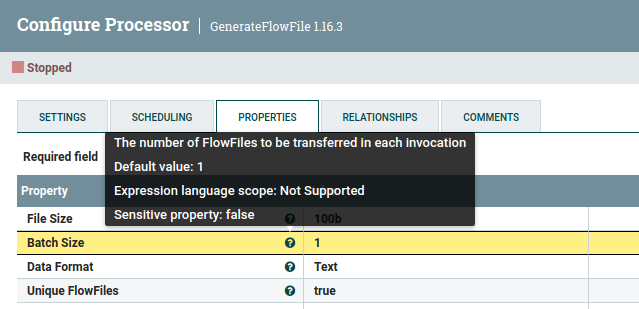 Configure Processor | GenerateFlowFile 1.16.3
Stopped
SETTINGS SCHEDULING PROPERTIES RELATIONSHIPS COMMENTS
The number of FlowFiles to be transferred in each invocation
Default value: 1
Required field
Expression language scope: Not Supported
Property
Sensitive property: false
File Size ? 100b
Batch Size ? 1
Data Format ? Text
Unique FlowFiles ? true